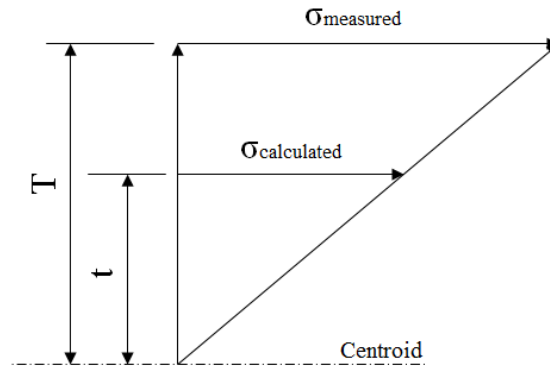 σmeasured
σcalculated
T
t
Centroid